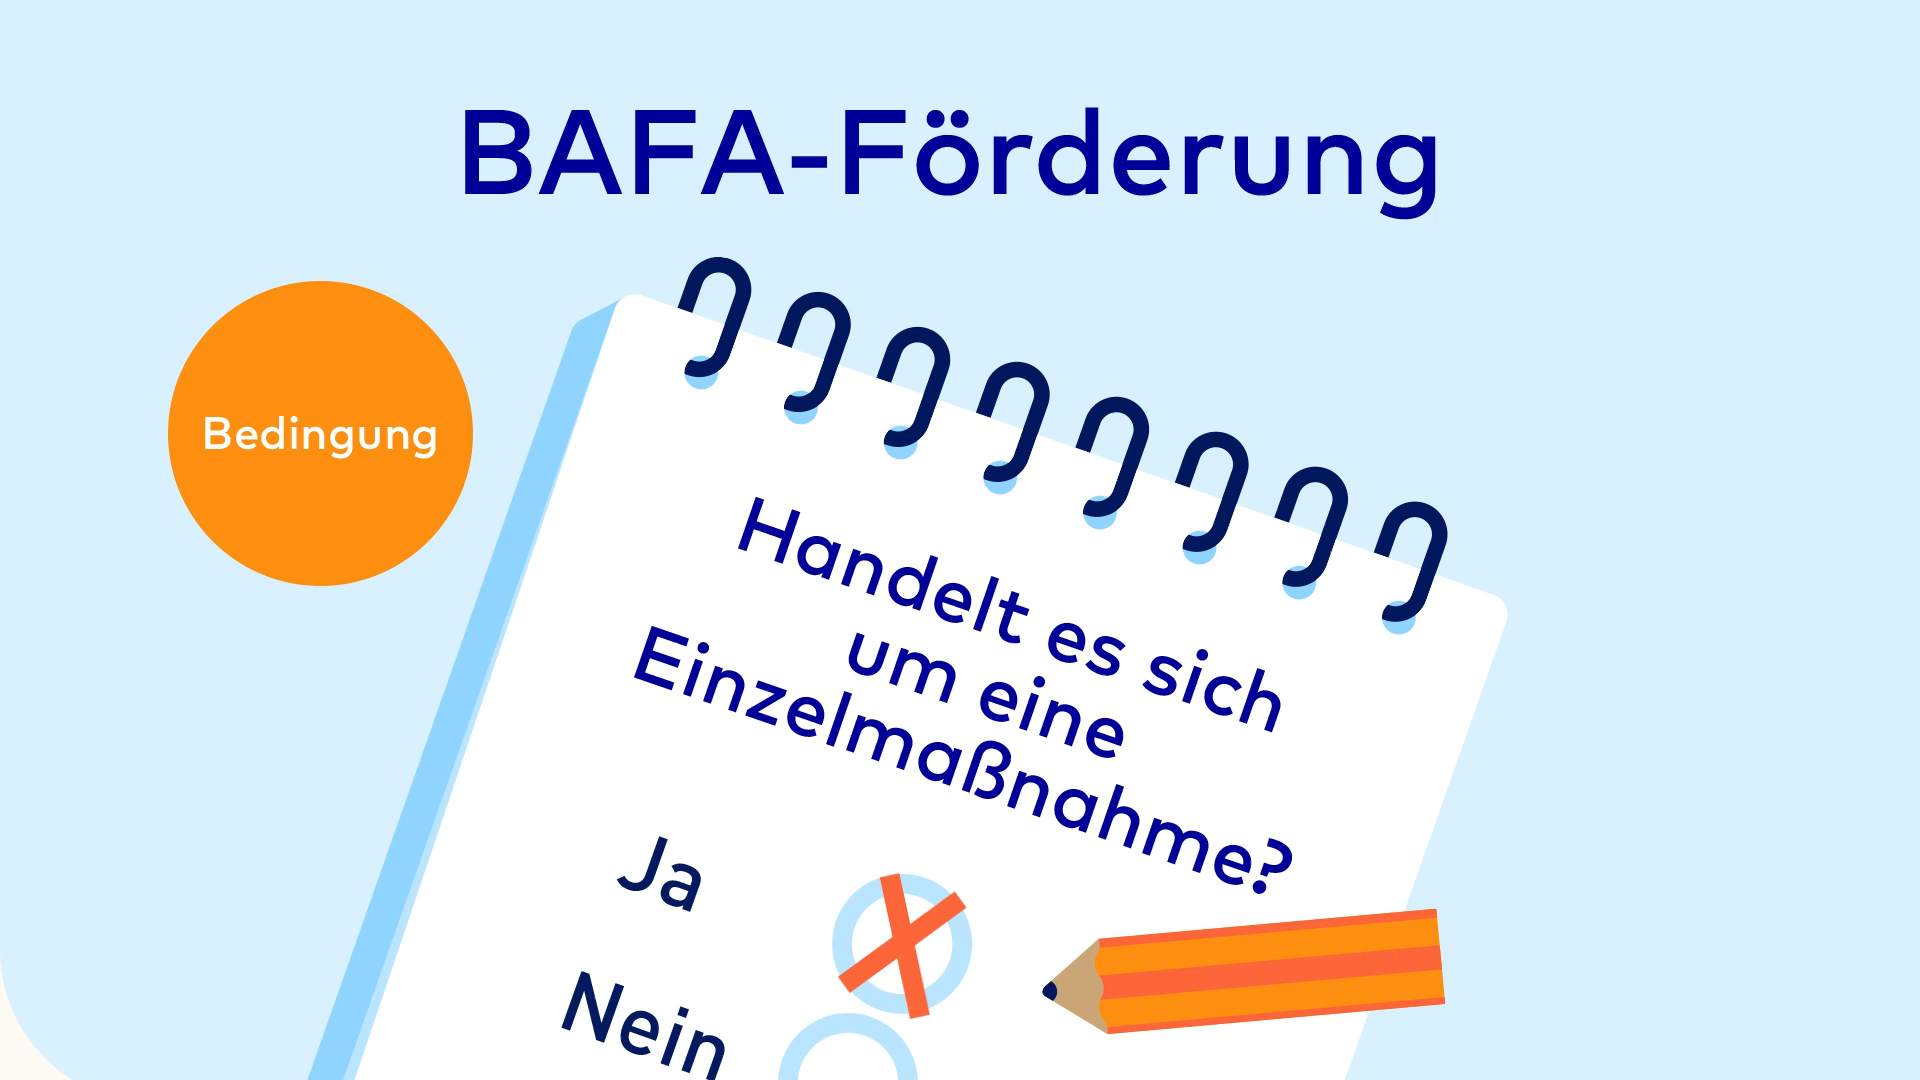 BAFA-Förderung
Bedingung
Handelt es sich
um eine
Einzelmaßnahme?
Ja
Nein